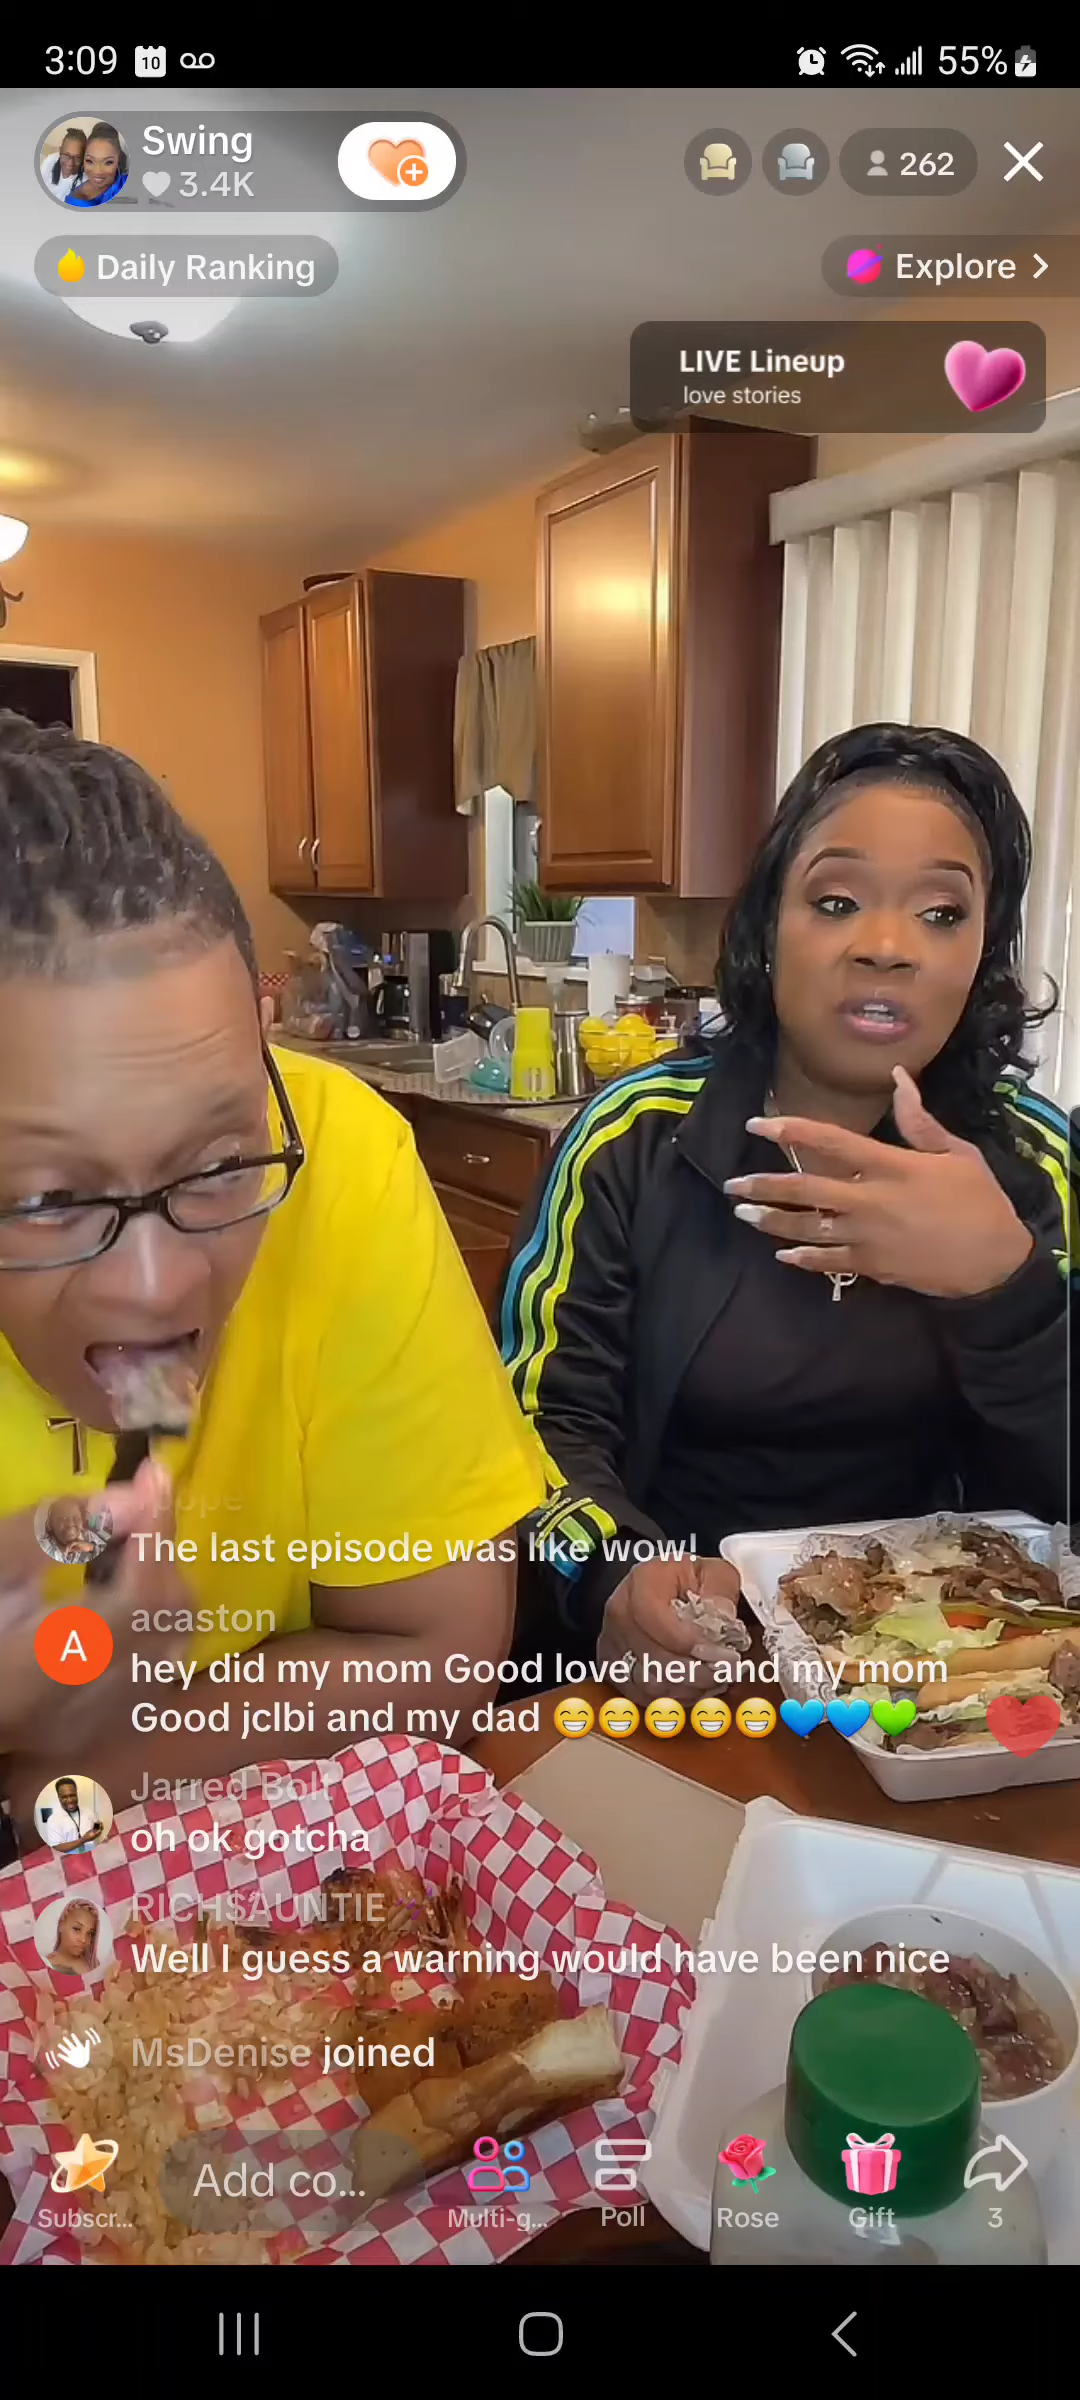 3:09
10
55%
Swing
3.4K
262
Daily Ranking
Explore
LIVE Lineup
love stories
The last episode was like wow!
acaston
A
hey did my mom Good love her and my mom
Good jclbi and my dad 😁😁😁😁😁💙💙💚
Jarred Bolt
oh ok gotcha
RICH$AUNTIE
Well I guess a warning would have been nice
MsDenise joined
Add co...
Subscr...
Multi-g...
Poll
Rose
Gift
3